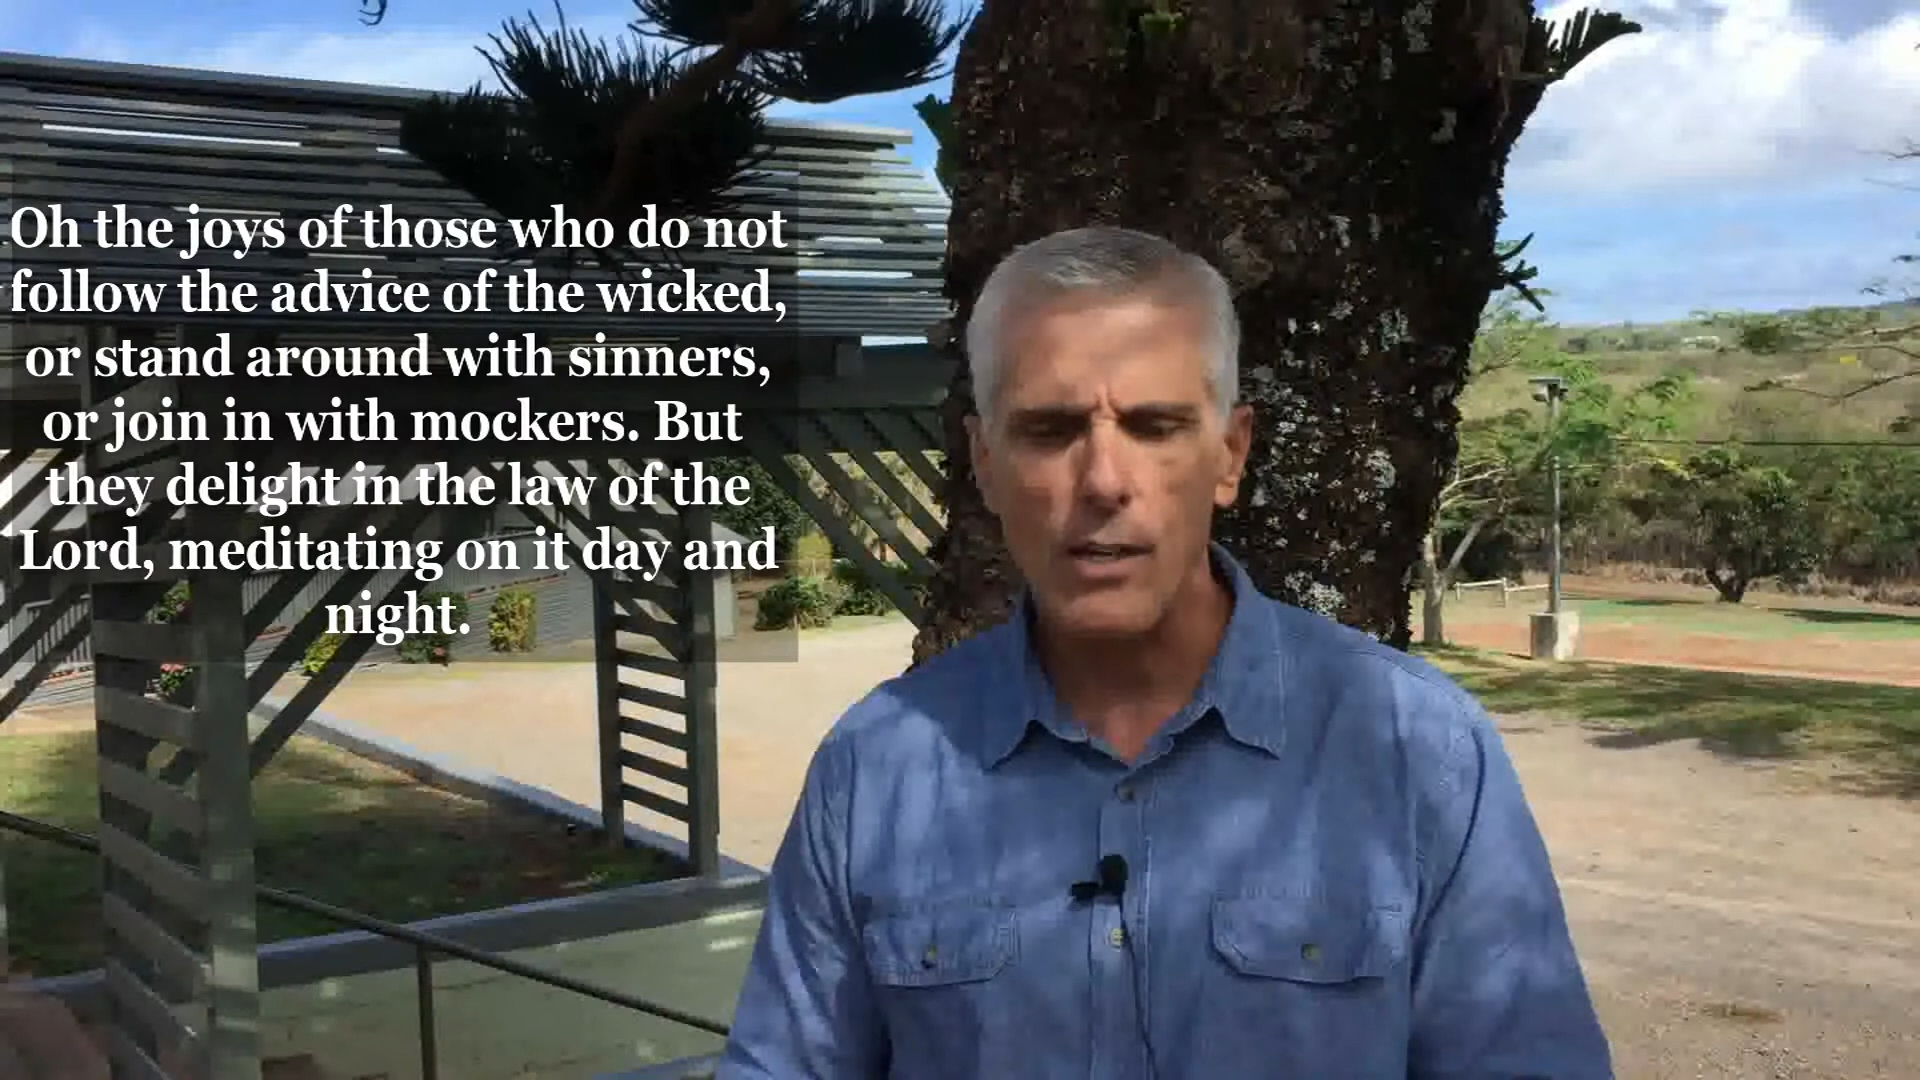 Oh the joys of those who do not
follow the advice of the wicked,
or stand around with sinners,
or join in with mockers. But
they delight in the law of the
Lord, meditating on it day and
night.